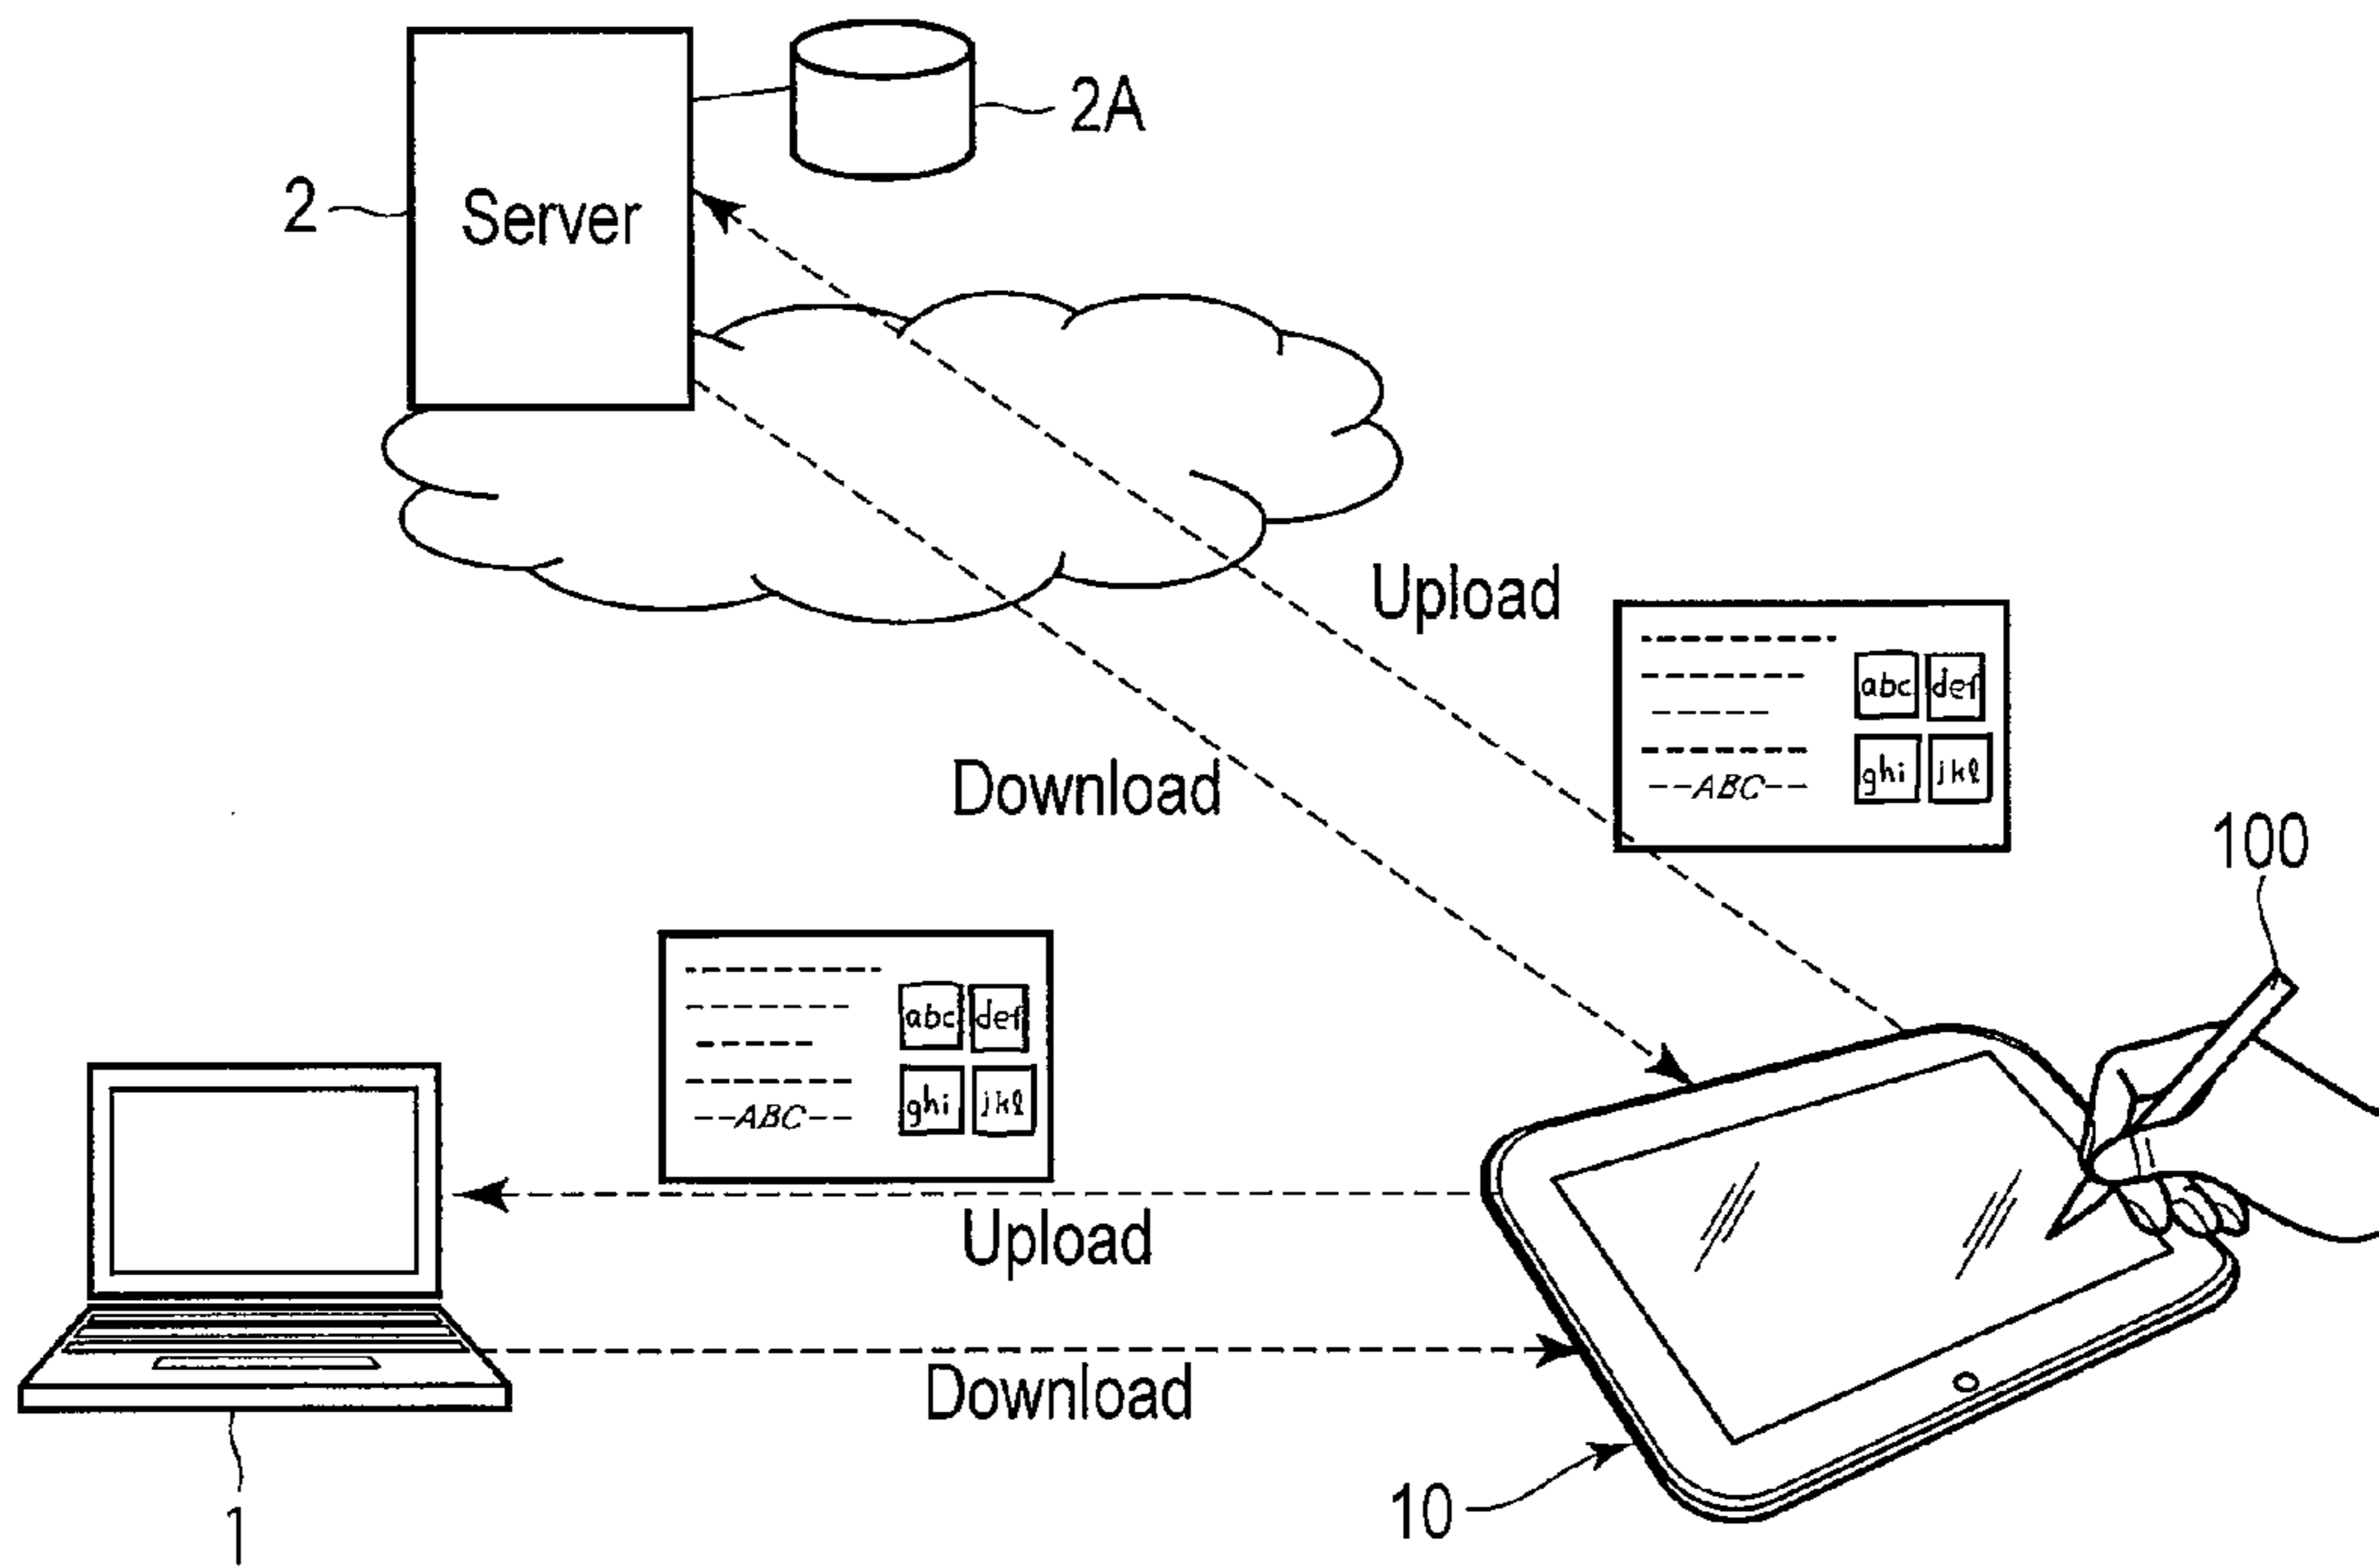 2A
2
Server
Upload
abc def
ghi jkl
--ABC--
Download
100
abc def
ghi jkl
--ABC--
Upload
Download
10
1